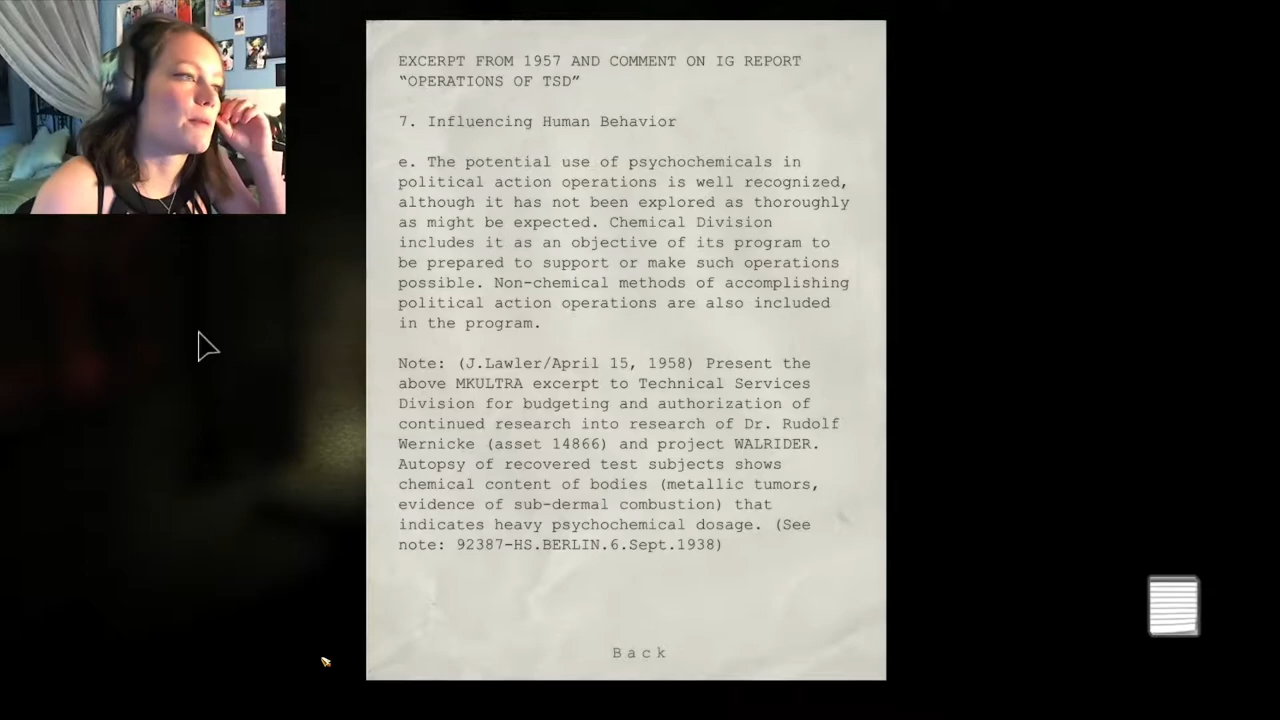 EXCERPT FROM 1957 AND COMMENT ON IG REPORT
“OPERATIONS OF TSD”
7. Influencing Human Behavior
e. The potential use of psychochemicals in
political action operations is well recognized,
although it has not been explored as thoroughly
as might be expected. Chemical Division
includes it as an objective of its program to
be prepared to support or make such operations
possible. Non-chemical methods of accomplishing
political action operations are also included
in the program.
Note: (J.Lawler/April 15, 1958) Present the
above MKULTRA excerpt to Technical Services
Division for budgeting and authorization of
continued research into research of Dr. Rudolf
Wernicke (asset 14866) and project WALRIDER.
Autopsy of recovered test subjects shows
chemical content of bodies (metallic tumors,
evidence of sub-dermal combustion) that
indicates heavy psychochemical dosage. (See
note: 92387-HS.BERLIN.6.Sept.1938)
Back